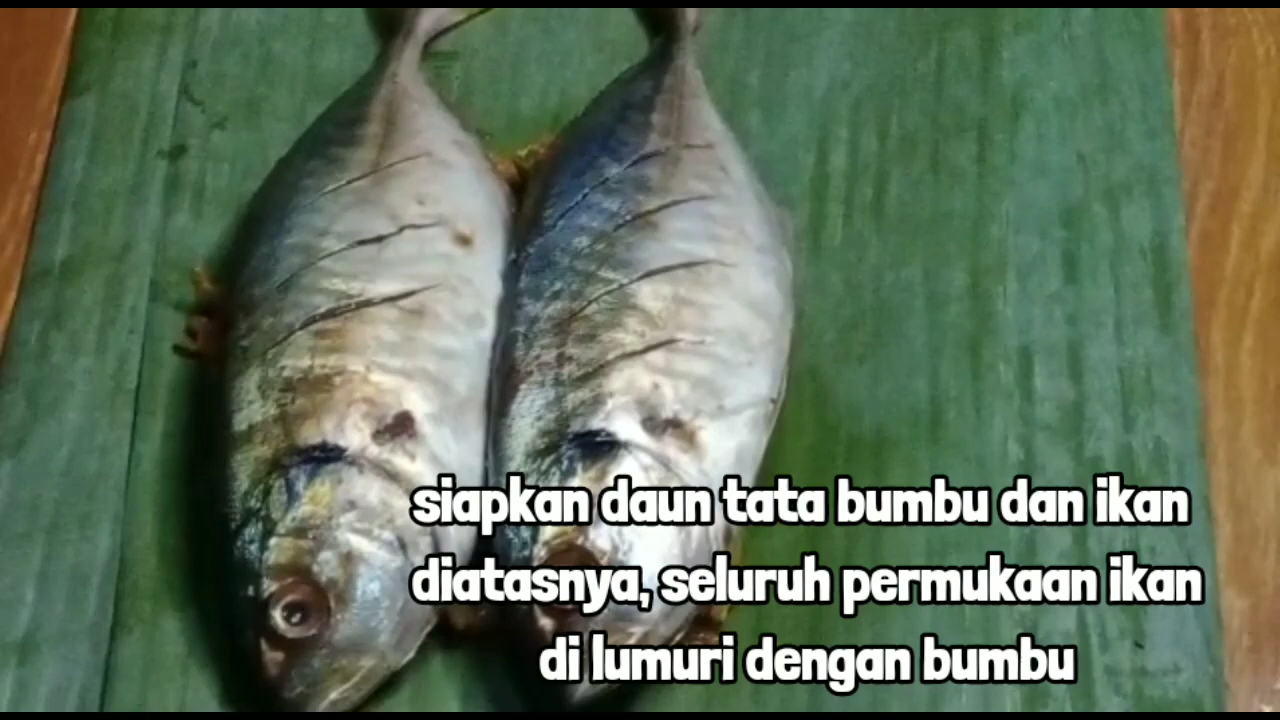 siapkan daun tata bumbu dan ikan
diatasnya, seluruh permukaan ikan
di lumuri dengan bumbu